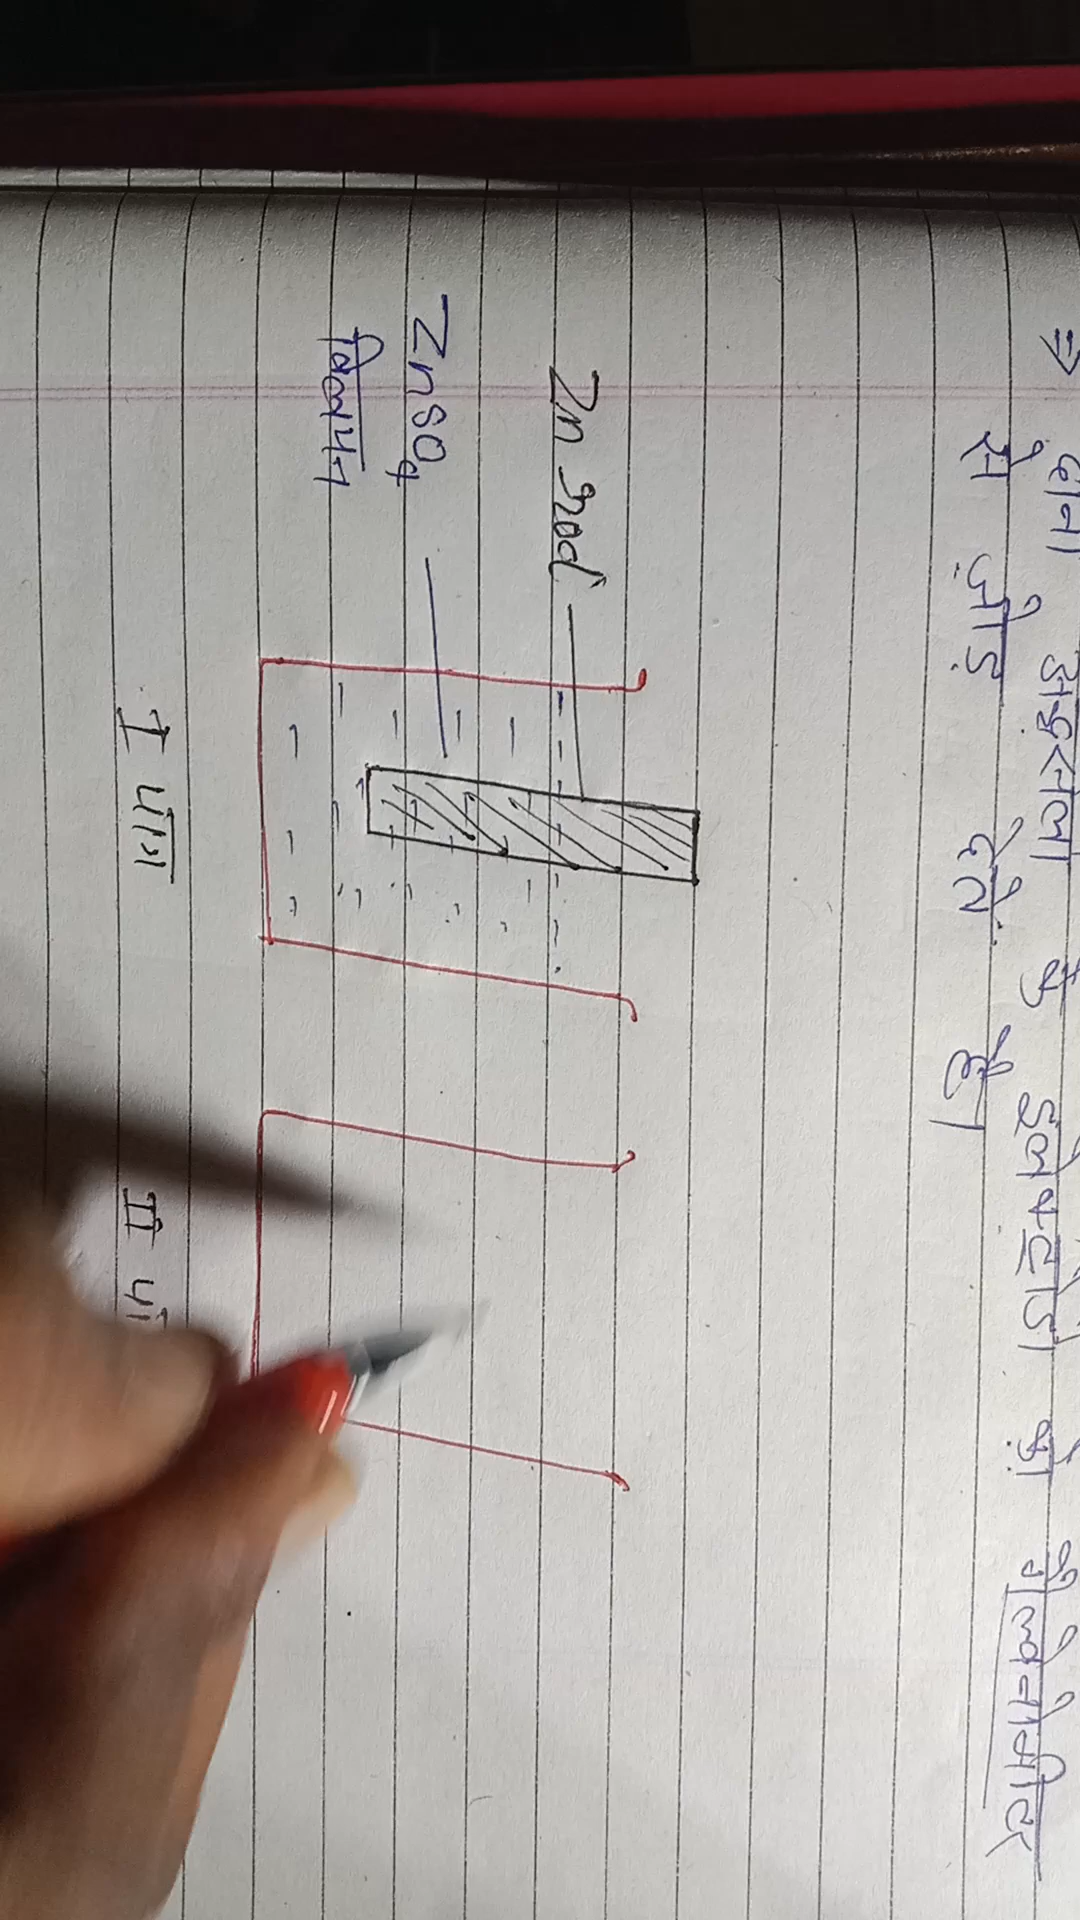 ⇒ दोनो अर्द्धसेलो के इलेक्ट्रोड को गैल्वेनोमीटर
से जोड़ देते है।
Zn rod
ZnSO4
विलयन
I पात्र
II पा